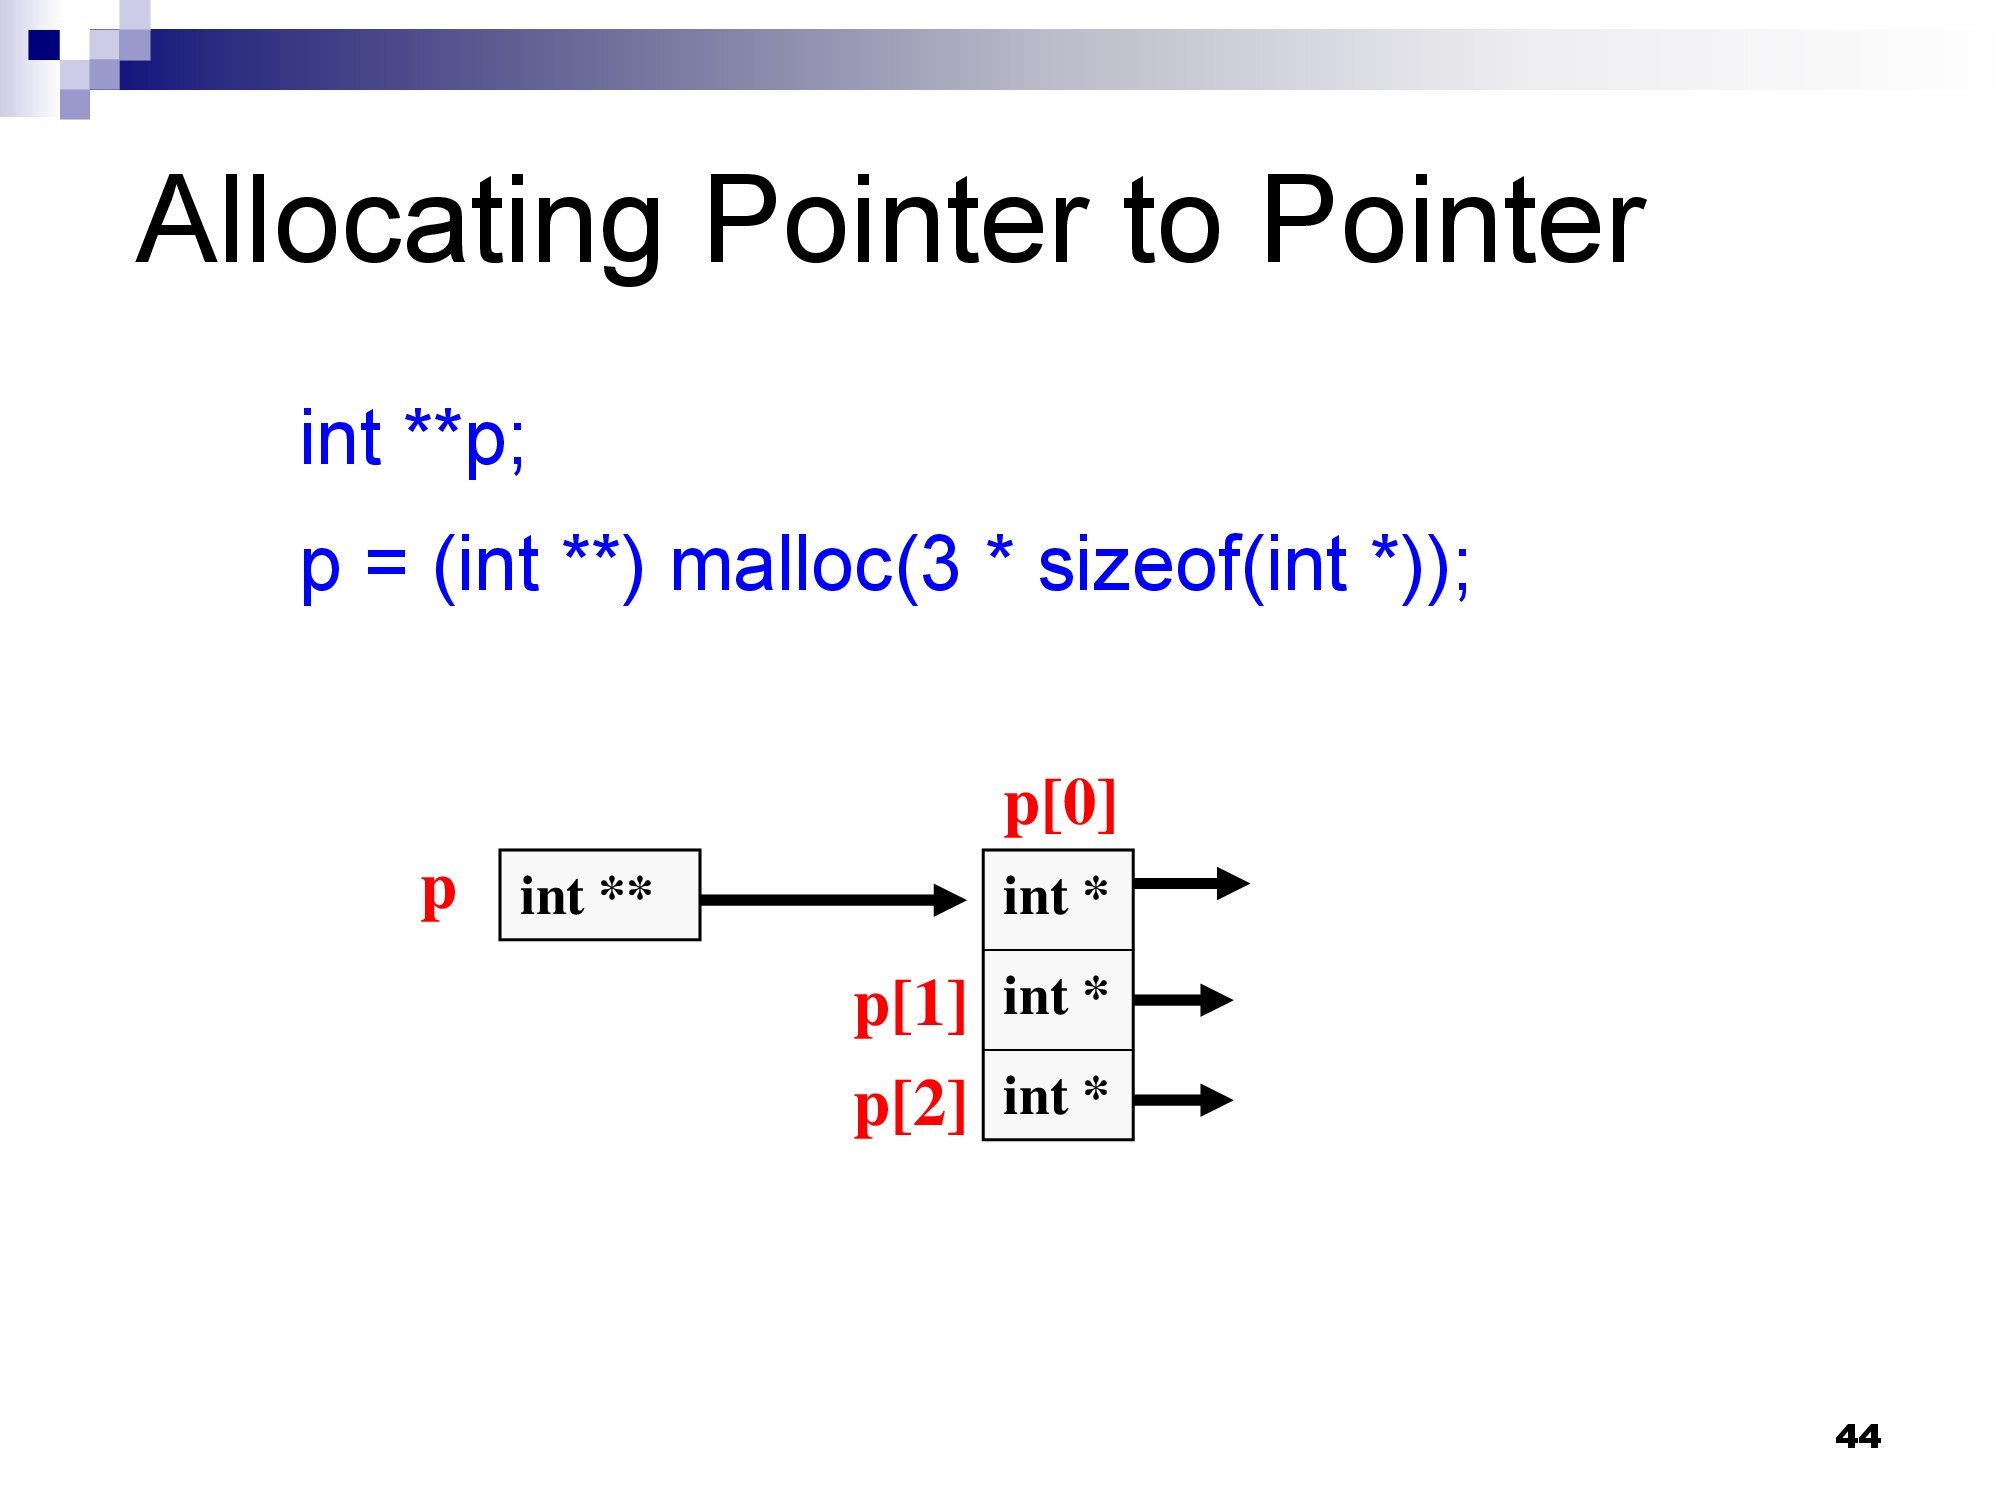 Allocating Pointer to Pointer
int **p;
p = (int **) malloc(3 * sizeof(int *));
p[0]
p
int **
int *
p[1]
int *
p[2]
int *
44